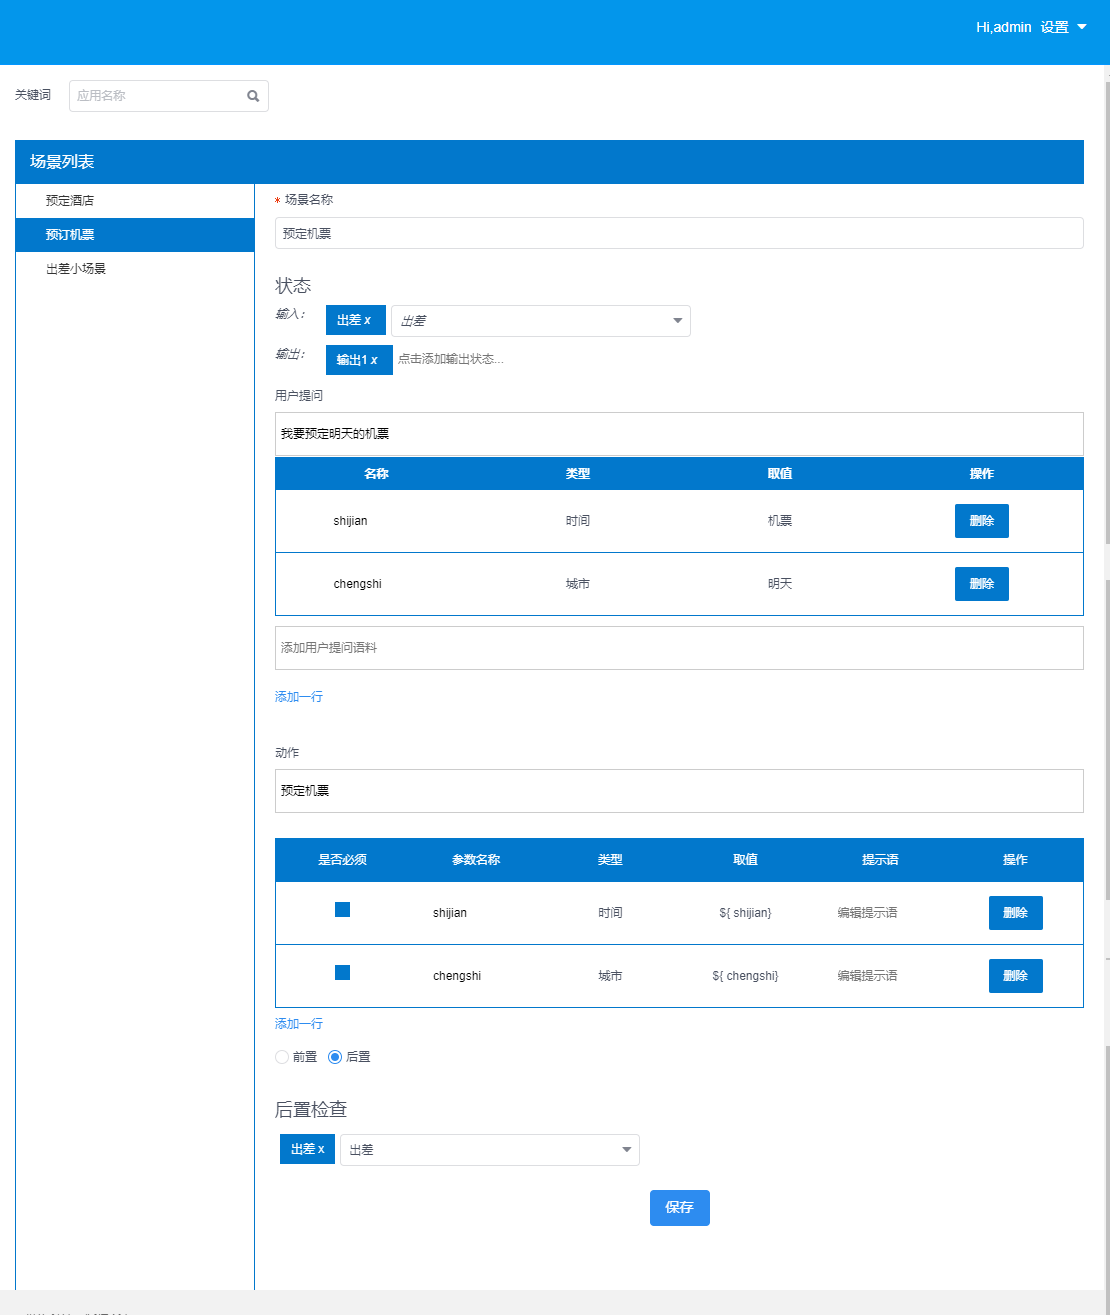 Hi,admin 设置
关键词 应用名称
场景列表
预定酒店
预订机票
出差小场景
* 场景名称
预定机票
状态
输入： 出差 x 出差
输出： 输出1 x 点击添加输出状态...
用户提问
我要预定明天的机票
名称 类型 取值 操作
shijian 时间 机票 删除
chengshi 城市 明天 删除
添加用户提问语料
添加一行
动作
预定机票
是否必须 参数名称 类型 取值 提示语 操作
shijian 时间 ${ shijian} 编辑提示语 删除
chengshi 城市 ${ chengshi} 编辑提示语 删除
添加一行
前置 后置
后置检查
出差 x 出差
保存